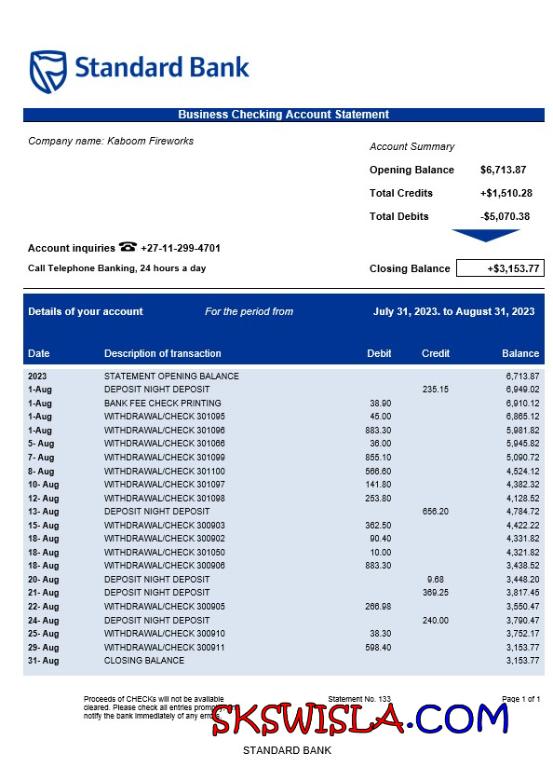 Standard Bank
Business Checking Account Statement
Company name: Kaboom Fireworks
Account Summary
Opening Balance $6,713.87
Total Credits +$1,510.28
Total Debits -$5,070.38
Account inquiries ☎ +27-11-299-4701
Call Telephone Banking, 24 hours a day
Closing Balance +$3,153.77
Details of your account For the period from July 31, 2023. to August 31, 2023
Date Description of transaction Debit Credit Balance
2023 STATEMENT OPENING BALANCE 6,713.87
1-Aug DEPOSIT NIGHT DEPOSIT 235.15 6,949.02
1-Aug BANK FEE CHECK PRINTING 38.90 6,910.12
1-Aug WITHDRAWAL/CHECK 301095 45.00 6,865.12
1-Aug WITHDRAWAL/CHECK 301096 883.30 5,981.82
5- Aug WITHDRAWAL/CHECK 301066 36.00 5,945.82
7- Aug WITHDRAWAL/CHECK 301099 855.10 5,090.72
8- Aug WITHDRAWAL/CHECK 301100 566.60 4,524.12
10- Aug WITHDRAWAL/CHECK 301097 141.80 4,382.32
12- Aug WITHDRAWAL/CHECK 301098 253.80 4,128.52
13- Aug DEPOSIT NIGHT DEPOSIT 656.20 4,784.72
15- Aug WITHDRAWAL/CHECK 300903 362.50 4,422.22
18- Aug WITHDRAWAL/CHECK 300902 90.40 4,331.82
18- Aug WITHDRAWAL/CHECK 301050 10.00 4,321.82
18- Aug WITHDRAWAL/CHECK 300906 883.30 3,438.52
20- Aug DEPOSIT NIGHT DEPOSIT 9.68 3,448.20
21- Aug DEPOSIT NIGHT DEPOSIT 369.25 3,817.45
22- Aug WITHDRAWAL/CHECK 300905 266.98 3,550.47
24- Aug DEPOSIT NIGHT DEPOSIT 240.00 3,790.47
25- Aug WITHDRAWAL/CHECK 300910 38.30 3,752.17
29- Aug WITHDRAWAL/CHECK 300911 598.40 3,153.77
31- Aug CLOSING BALANCE 3,153.77
Proceeds of CHECKs will not be available Statement No. 133 Page 1 of 1
cleared. Please check all entries
notify the bank immediately of any
SKSWISLA.COM
STANDARD BANK